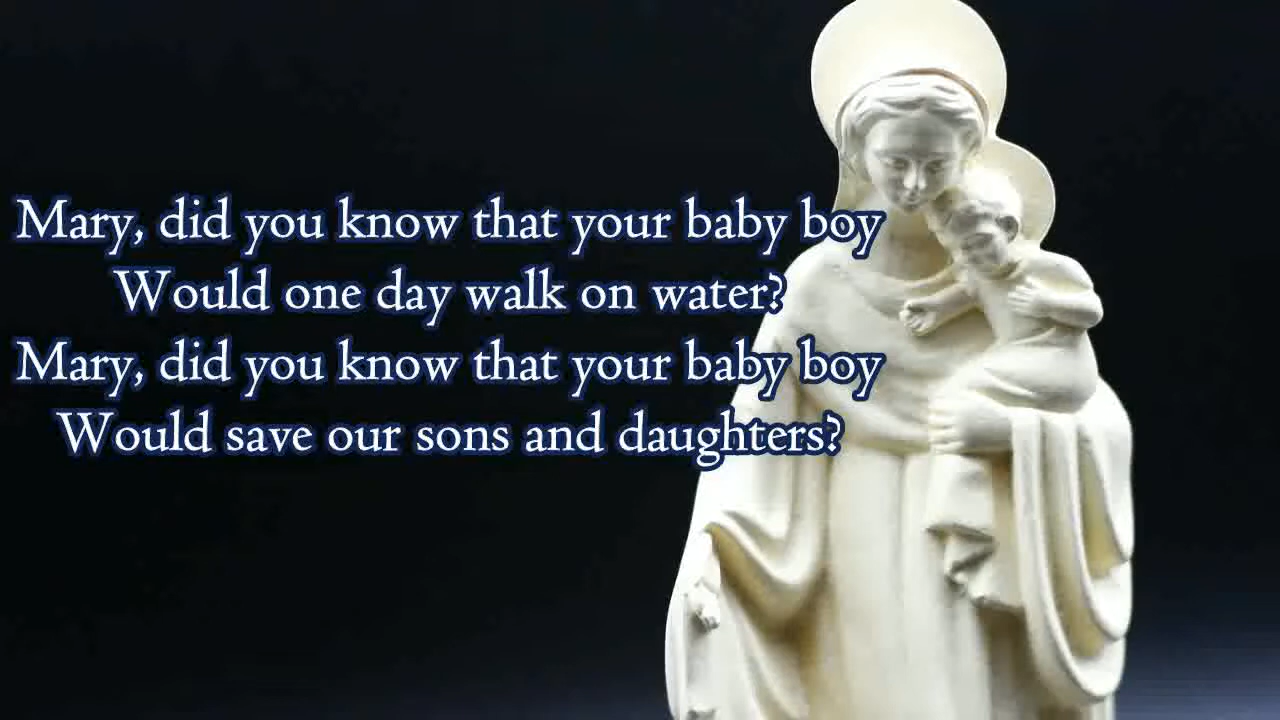 Mary, did you know that your baby boy
Would one day walk on water?
Mary, did you know that your baby boy
Would save our sons and daughters?